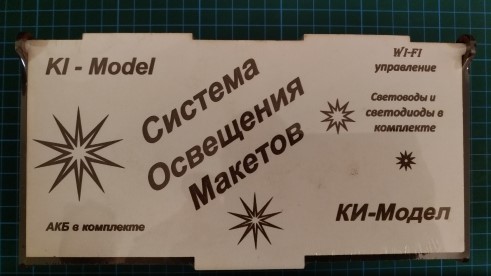 KI - Model
Система
Освещения
Макетов
WI-FI
управление
Световоды и
светодиоды в
комплекте
АКБ в комплекте
КИ-Модел